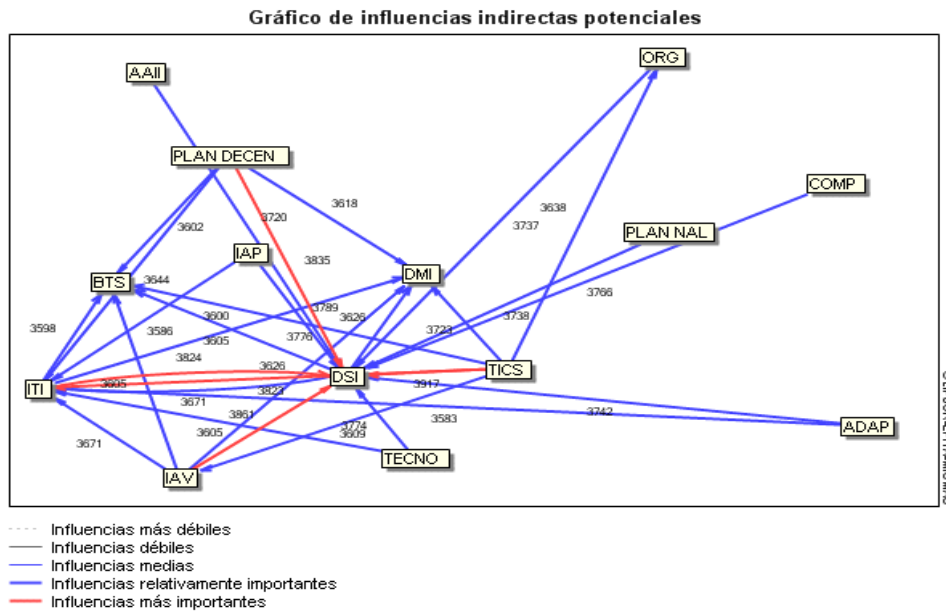 Gráfico de influencias indirectas potenciales
AAII
ORG
PLAN DECEN
COMP
3618
3638
3720
3602
3737
PLAN NAL
IAP
3835
DMI
BTS
3644
3766
3789
3600
3626
3738
3598
3586
3723
3605
3776
3824
3626
TICS
DSI
ITI
3605
3823
3917
3671
3861
3742
3583
3774
ADAP
3605
3609
3671
TECNO
IAV
Influencias más débiles
Influencias débiles
Influencias medias
Influencias relativamente importantes
Influencias más importantes